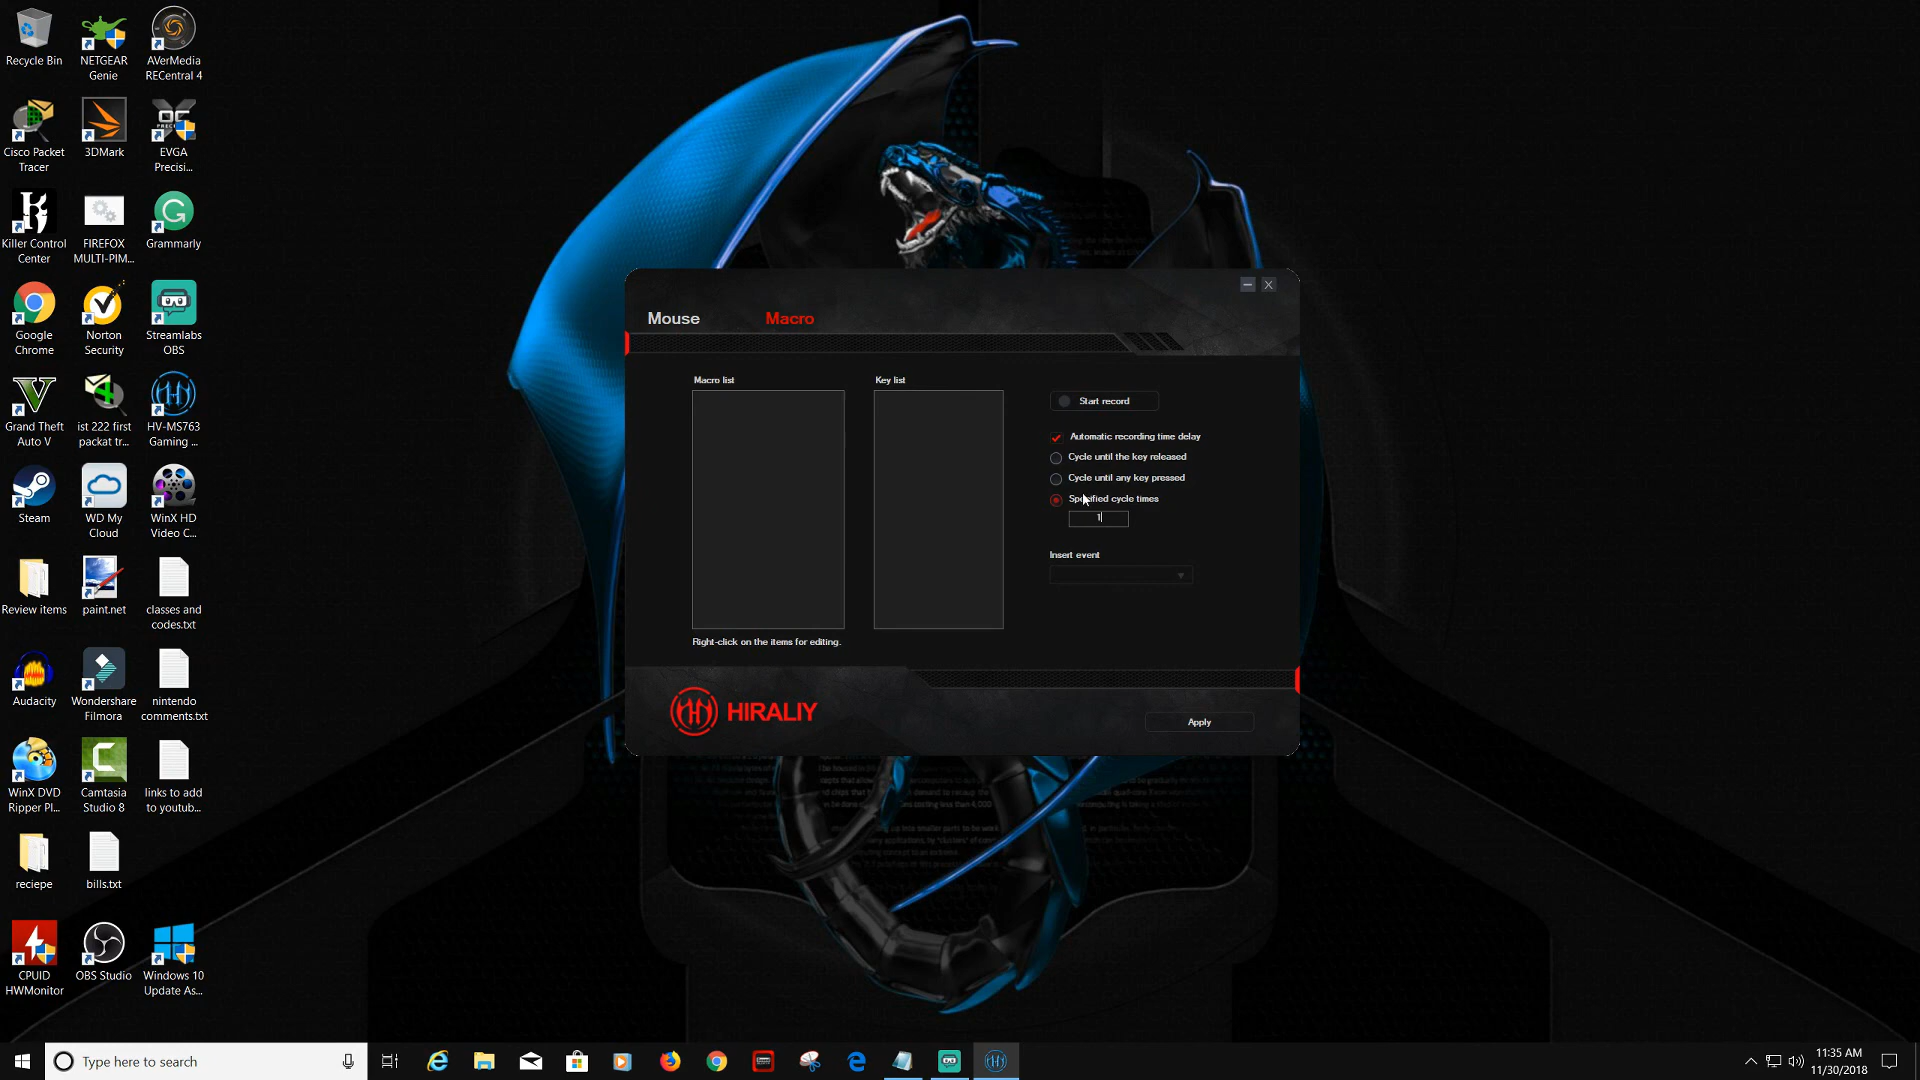 Recycle Bin
NETGEAR
Genie
AVerMedia
RECentral 4
Cisco Packet
Tracer
3DMark
EVGA
Precisi...
Killer Control
Center
FIREFOX
MULTI-PIM...
Grammarly
Google
Chrome
Norton
Security
Streamlabs
OBS
Grand Theft
Auto V
ist 222 first
packat tr...
HV-MS763
Gaming ...
Steam
WD My
Cloud
WinX HD
Video C...
Review items
paint.net
classes and
codes.txt
Audacity
Wondershare
Filmora
nintendo
comments.txt
WinX DVD
Ripper Pl...
Camtasia
Studio 8
links to add
to youtub...
reciepe
bills.txt
CPUID
HWMonitor
OBS Studio
Windows 10
Update As...
Mouse
Macro
Macro list
Key list
Start record
Automatic recording time delay
Cycle until the key released
Cycle until any key pressed
Specified cycle times
1
Insert event
Right-click on the items for editing.
HIRALIY
Apply
Type here to search
11:35 AM
11/30/2018